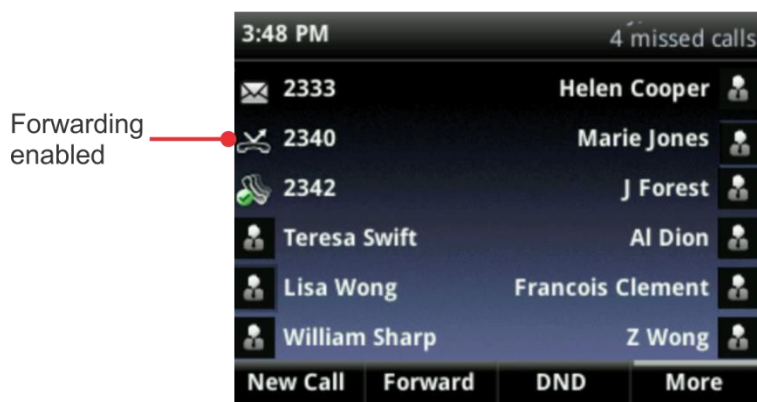 3:48 PM 4 missed calls
2333 Helen Cooper
Forwarding enabled
2340 Marie Jones
2342 J Forest
Teresa Swift Al Dion
Lisa Wong Francois Clement
William Sharp Z Wong
New Call Forward DND More